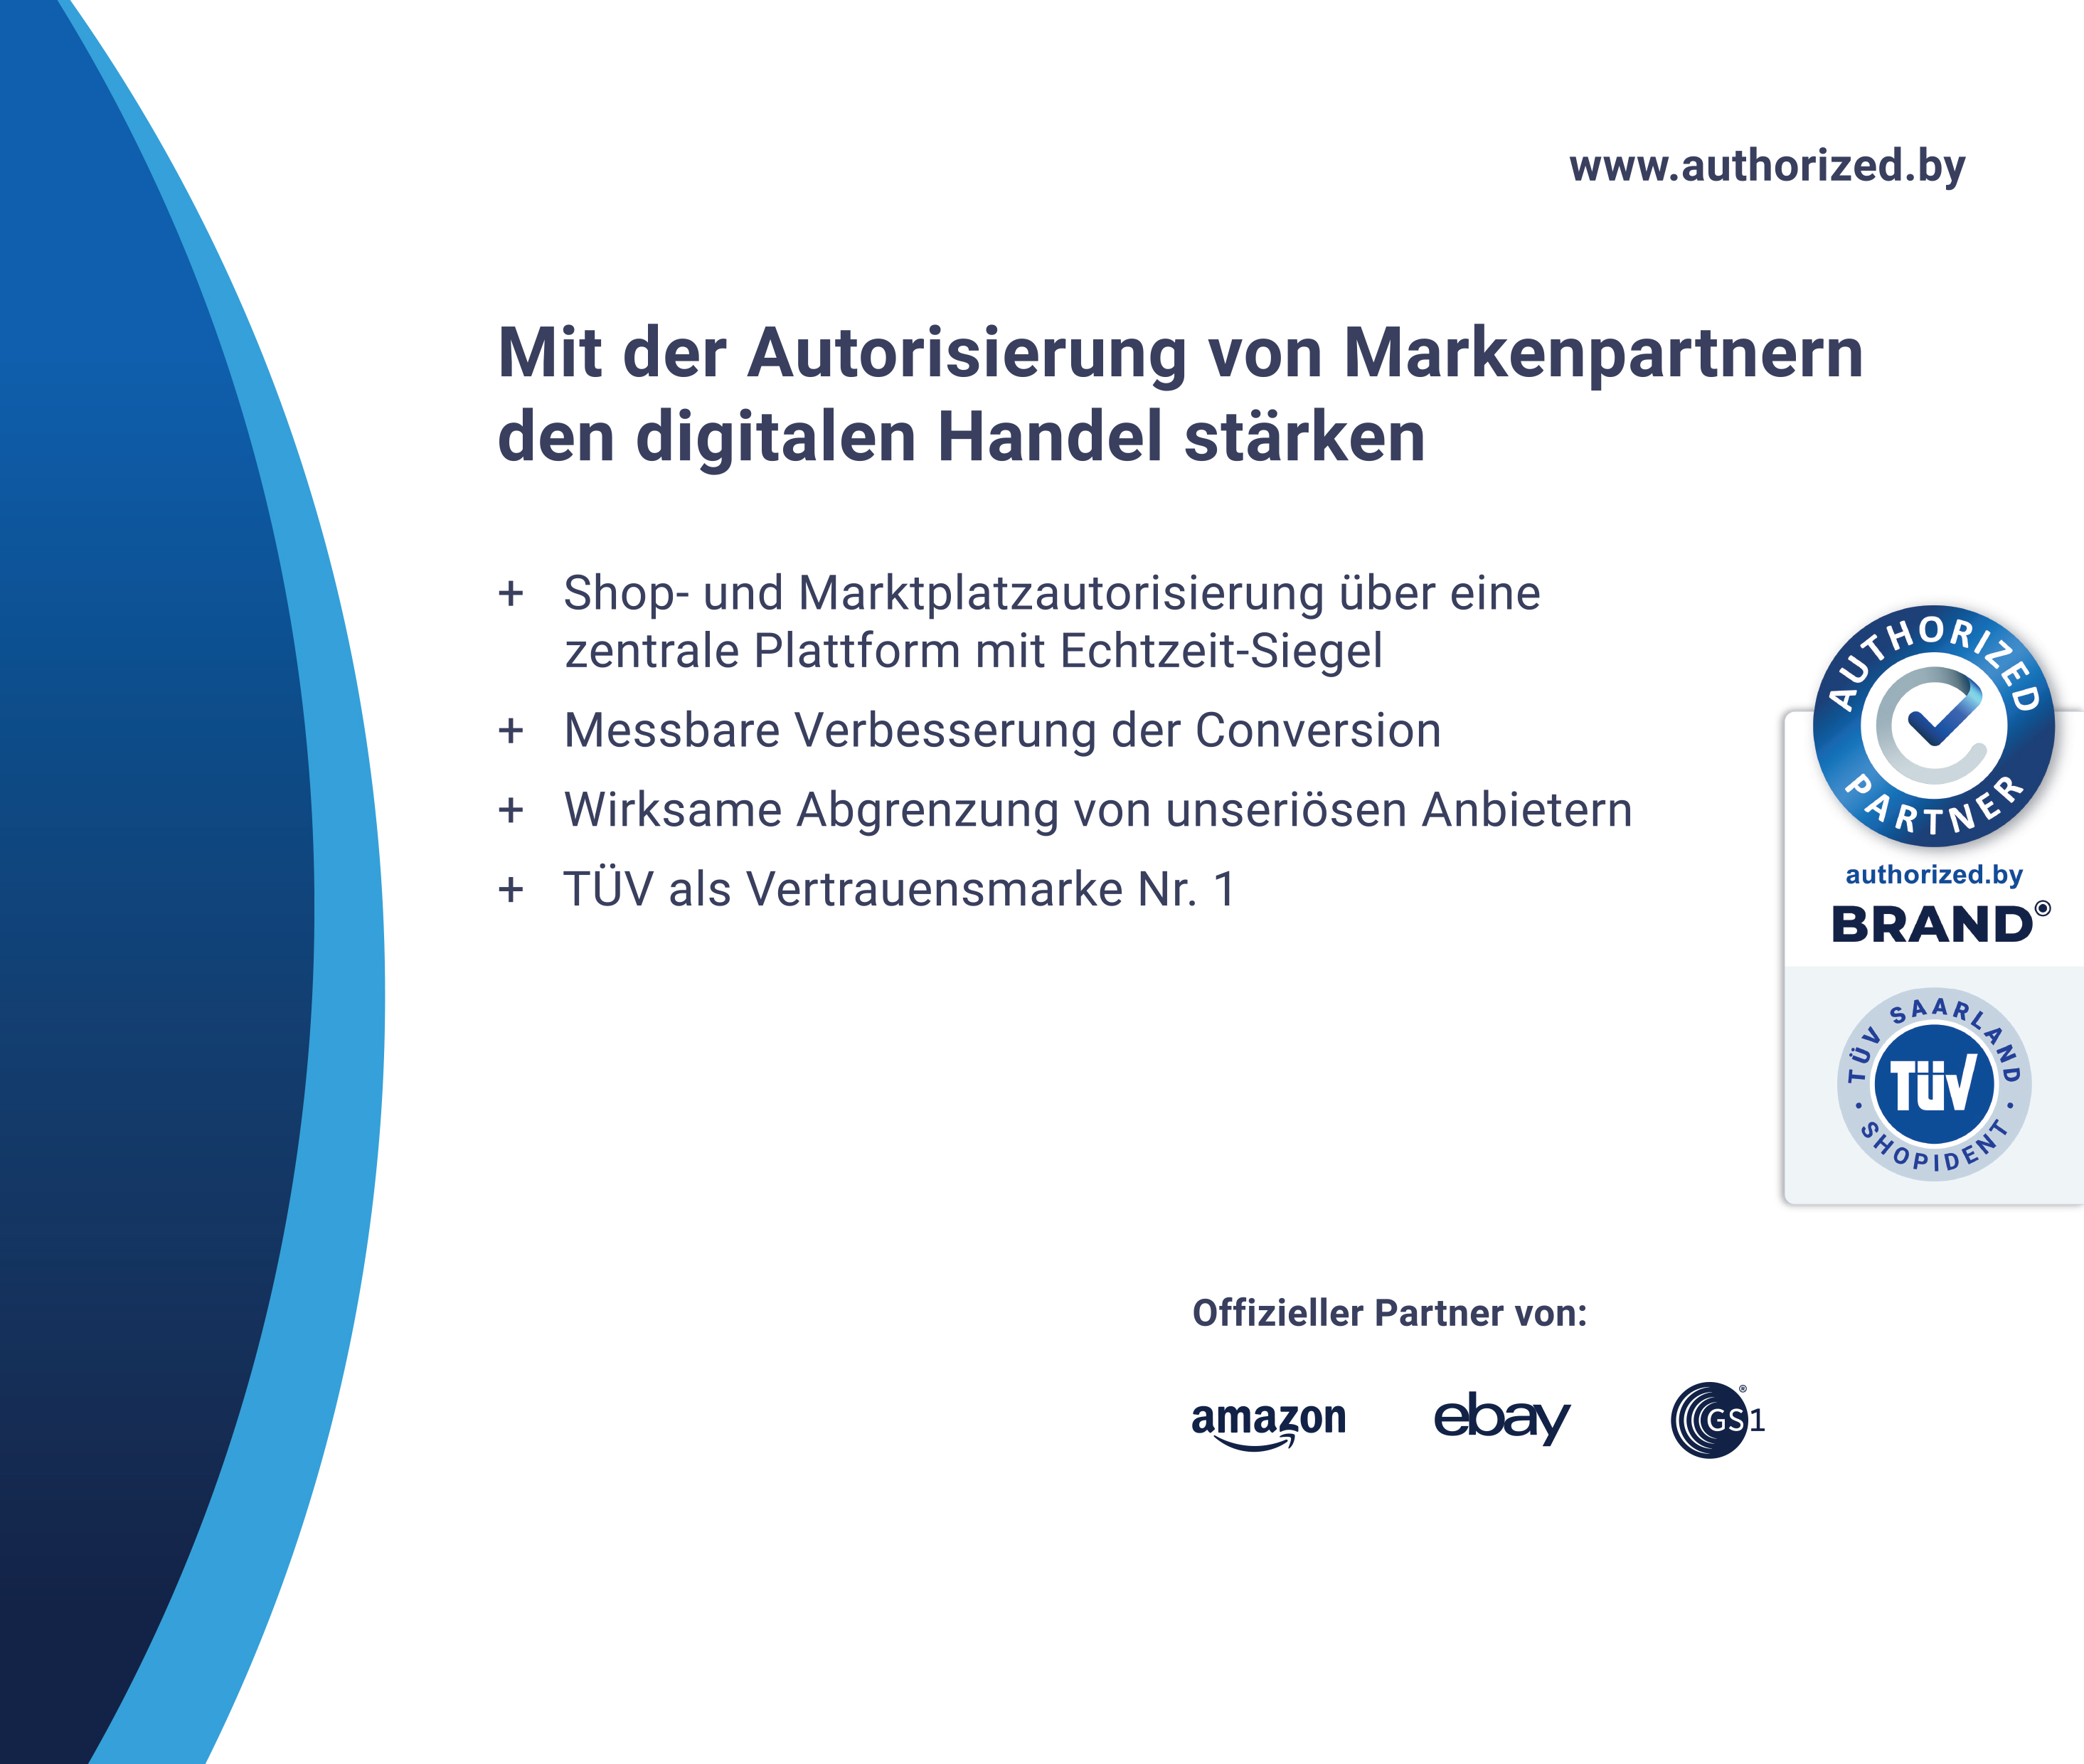 www.authorized.by
Mit der Autorisierung von Markenpartnern
den digitalen Handel stärken
+ Shop- und Marktplatzautorisierung über eine
zentrale Plattform mit Echtzeit-Siegel
+ Messbare Verbesserung der Conversion
+ Wirksame Abgrenzung von unseriösen Anbietern
+ TÜV als Vertrauensmarke Nr. 1
AUTHORIZED
PARTNER
authorized.by
BRAND
TÜV SAARLAND
TÜV
• SHOPIDENT •
Offizieller Partner von:
amazon
ebay
GS1®